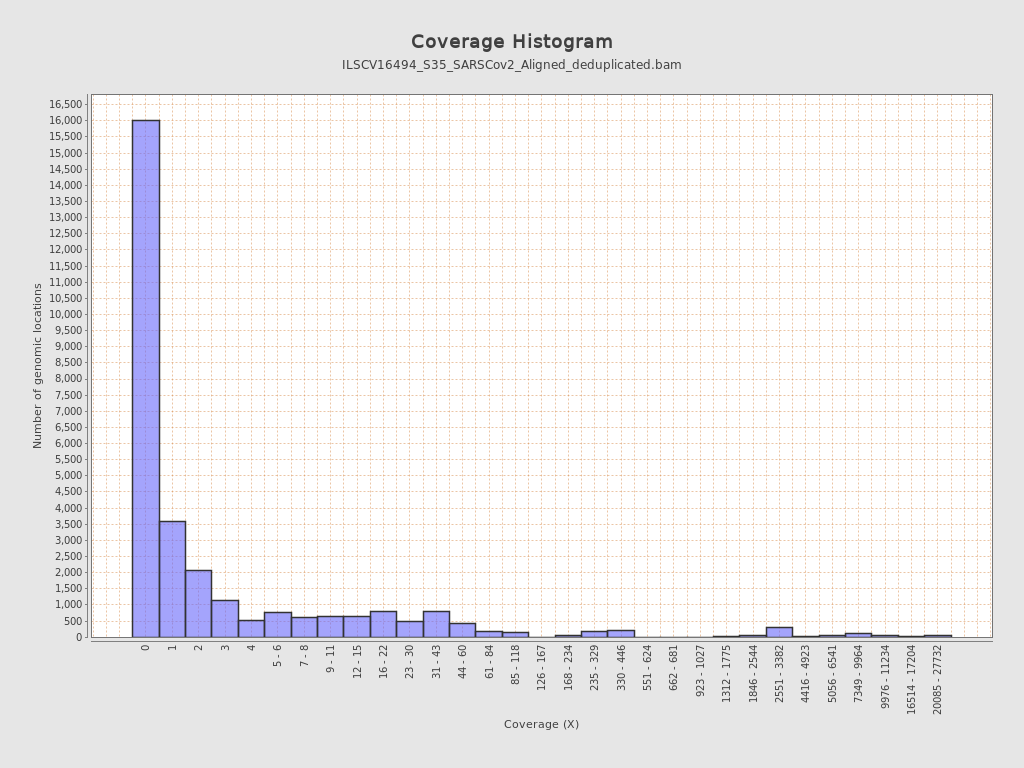 Coverage Histogram
ILSCV16494_S35_SARSCov2_Aligned_deduplicated.bam
Number of genomic locations
16,500
16,000
15,500
15,000
14,500
14,000
13,500
13,000
12,500
12,000
11,500
11,000
10,500
10,000
9,500
9,000
8,500
8,000
7,500
7,000
6,500
6,000
5,500
5,000
4,500
4,000
3,500
3,000
2,500
2,000
1,500
1,000
500
0
0
1
2
3
4
5 - 6
7 - 8
9 - 11
12 - 15
16 - 22
23 - 30
31 - 43
44 - 60
61 - 84
85 - 118
126 - 167
168 - 234
235 - 329
330 - 446
551 - 624
662 - 681
923 - 1027
1312 - 1775
1846 - 2544
2551 - 3382
4416 - 4923
5056 - 6541
7349 - 9964
9976 - 11234
16514 - 17204
20085 - 27732
Coverage (X)